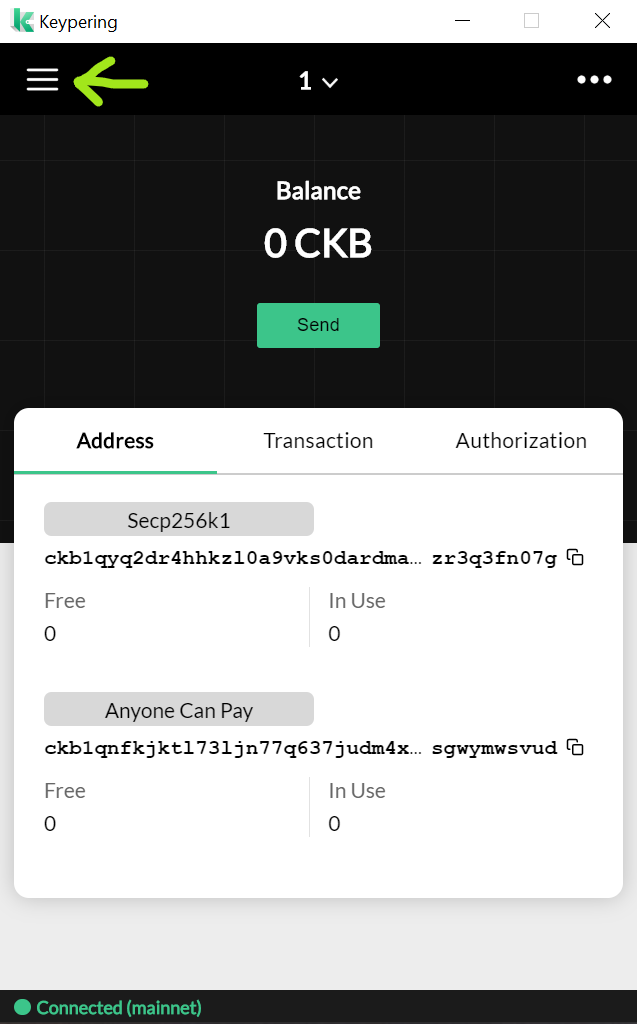 Keypering
1
Balance
0 CKB
Send
Address Transaction Authorization
Secp256k1
ckb1qyq2dr4hhkzl0a9vks0dardma... zr3q3fn07g
Free In Use
0 0
Anyone Can Pay
ckb1qnfkjktl73ljn77q637judm4x... sgwymwsvud
Free In Use
0 0
Connected (mainnet)